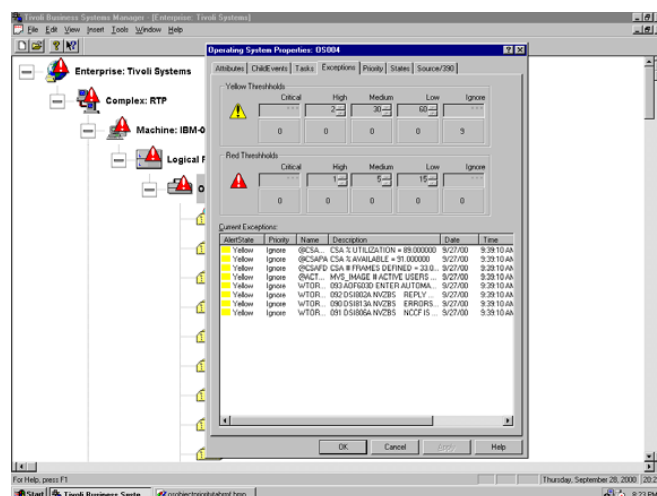 Tivoli Business Systems Manager - [Enterprise: Tivoli Systems]
File Edit View Insert Tools Window Help
Enterprise: Tivoli Systems
Complex: RTP
Machine: IBM-0
Logical P
O
Operating System Properties: OS004
Attributes ChildEvents Tasks Exceptions Priority States Source/390
Yellow Threshholds
Critical High Medium Low Ignore
--- 2 30 60 ---
0 0 0 0 9
Red Threshholds
Critical High Medium Low Ignore
--- 1 5 15 ---
0 0 0 0 0
Current Exceptions:
AlertState Priority Name Description Date Time
Yellow Ignore @CSA... CSA % UTILIZATION = 89.000000 9/27/00 9:39:10 AM
Yellow Ignore @CSAPA CSA % AVAILABLE = 91.000000 9/27/00 9:39:10 AM
Yellow Ignore @CSAFD CSA # FRAMES DEFINED = 33.0... 9/27/00 9:39:10 AM
Yellow Ignore @ACT... MVS_IMAGE # ACTIVE USERS ... 9/27/00 9:39:10 AM
Yellow Ignore WTOR... 093 AOF603D ENTER AUTOMA... 9/27/00 9:39:10 AM
Yellow Ignore WTOR... 092 DSI802A NVZBS REPLY ... 9/27/00 9:39:10 AM
Yellow Ignore WTOR... 090 DSI813A NVZBS ERRORS... 9/27/00 9:39:10 AM
Yellow Ignore WTOR... 091 DSI806A NVZBS NCCF IS ... 9/27/00 9:39:10 AM
OK Cancel Apply Help
For Help, press F1
Thursday, September 28, 2000 20:2
Start Tivoli Business Syste...
8:23 PM